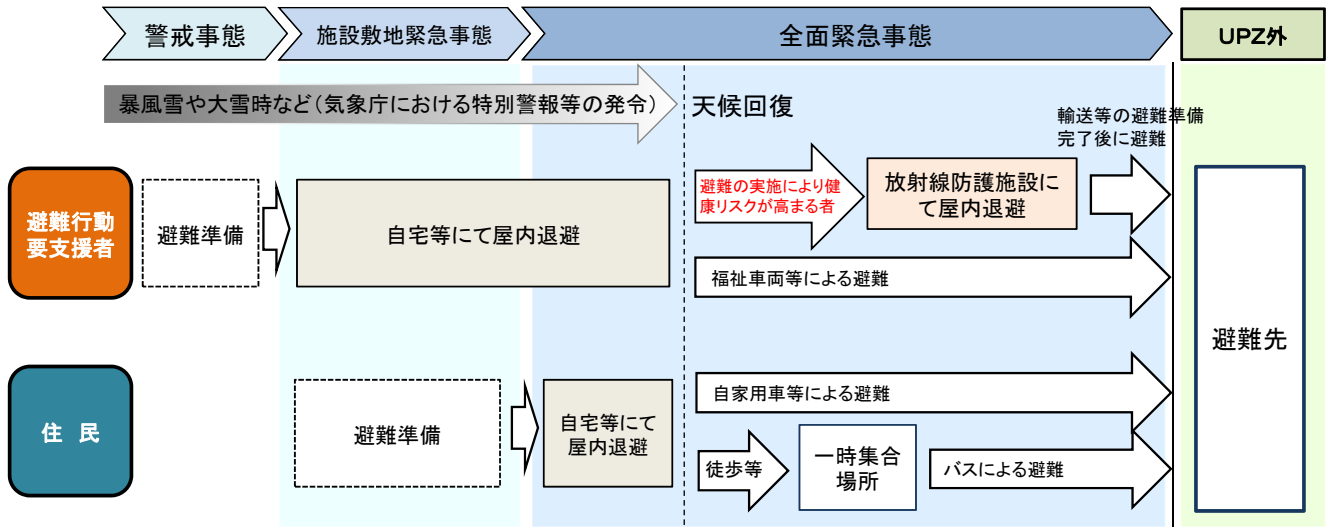 警戒事態
施設敷地緊急事態
全面緊急事態
UPZ外
暴風雪や大雪時など(気象庁における特別警報等の発令)
天候回復
輸送等の避難準備
完了後に避難
避難行動
要支援者
避難準備
自宅等にて屋内退避
避難の実施により健
康リスクが高まる者
放射線防護施設に
て屋内退避
福祉車両等による避難
避難先
住 民
避難準備
自宅等にて
屋内退避
自家用車等による避難
徒歩等
一時集合
場所
バスによる避難